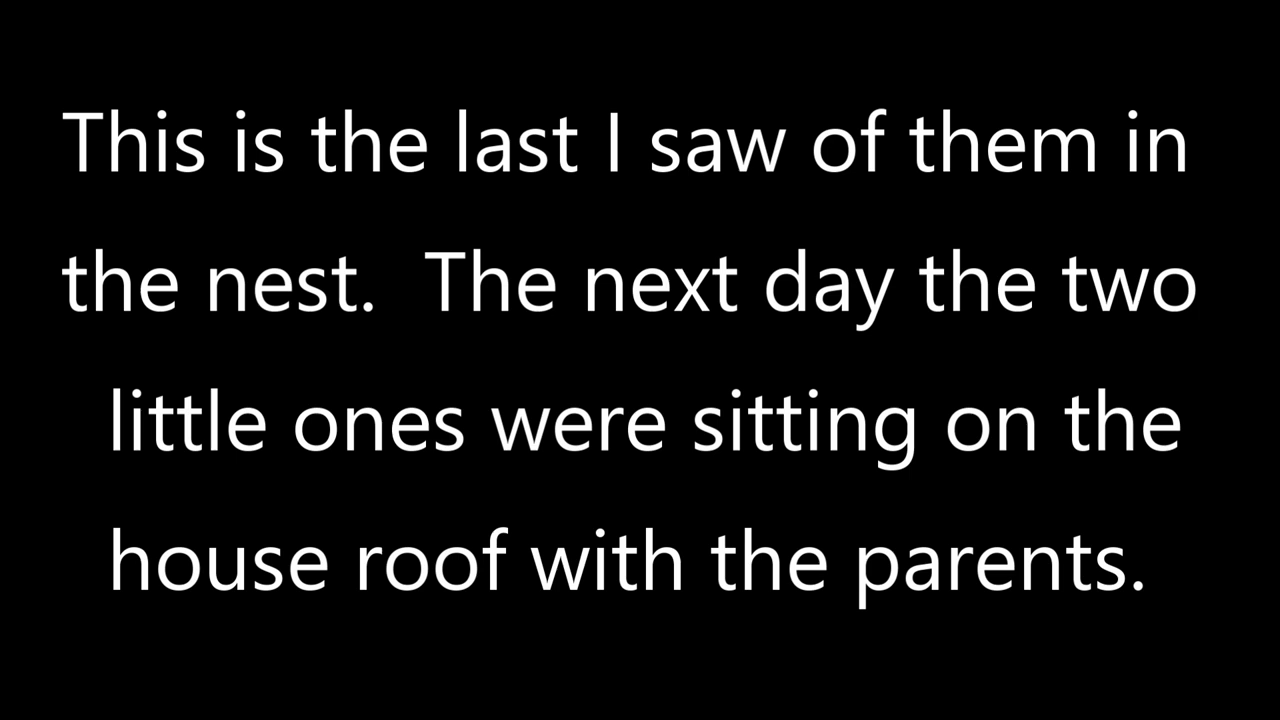 This is the last I saw of them in
the nest.  The next day the two
little ones were sitting on the
house roof with the parents.